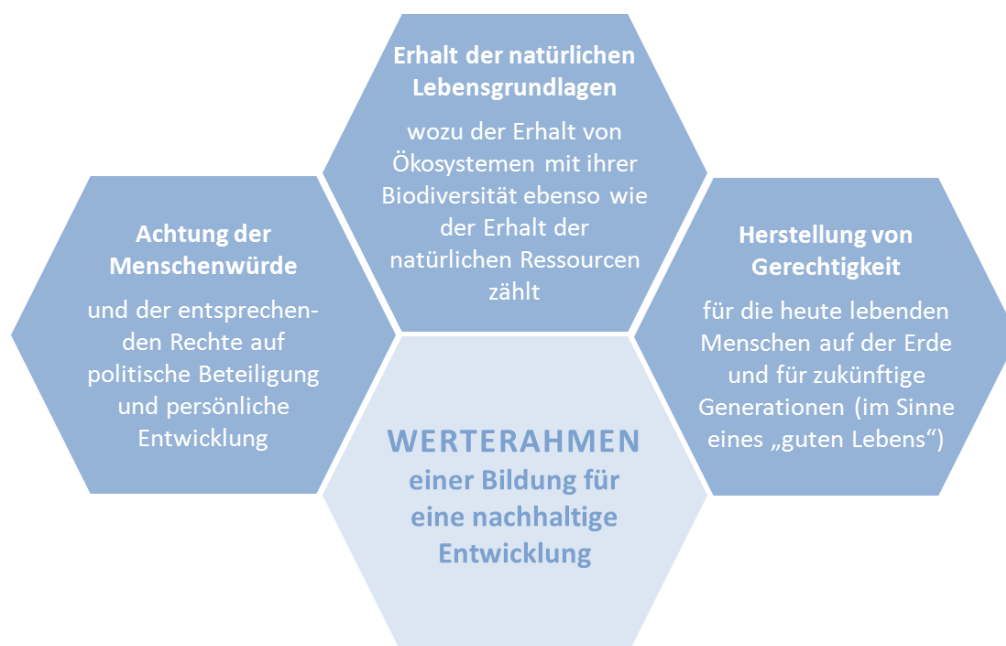 Erhalt der natürlichen
Lebensgrundlagen
wozu der Erhalt von
Ökosystemen mit ihrer
Biodiversität ebenso wie
der Erhalt der
natürlichen Ressourcen
zählt
Achtung der
Menschenwürde
und der entsprechen-
den Rechte auf
politische Beteiligung
und persönliche
Entwicklung
Herstellung von
Gerechtigkeit
für die heute lebenden
Menschen auf der Erde
und für zukünftige
Generationen (im Sinne
eines „guten Lebens“)
WERTERAHMEN
einer Bildung für
eine nachhaltige
Entwicklung